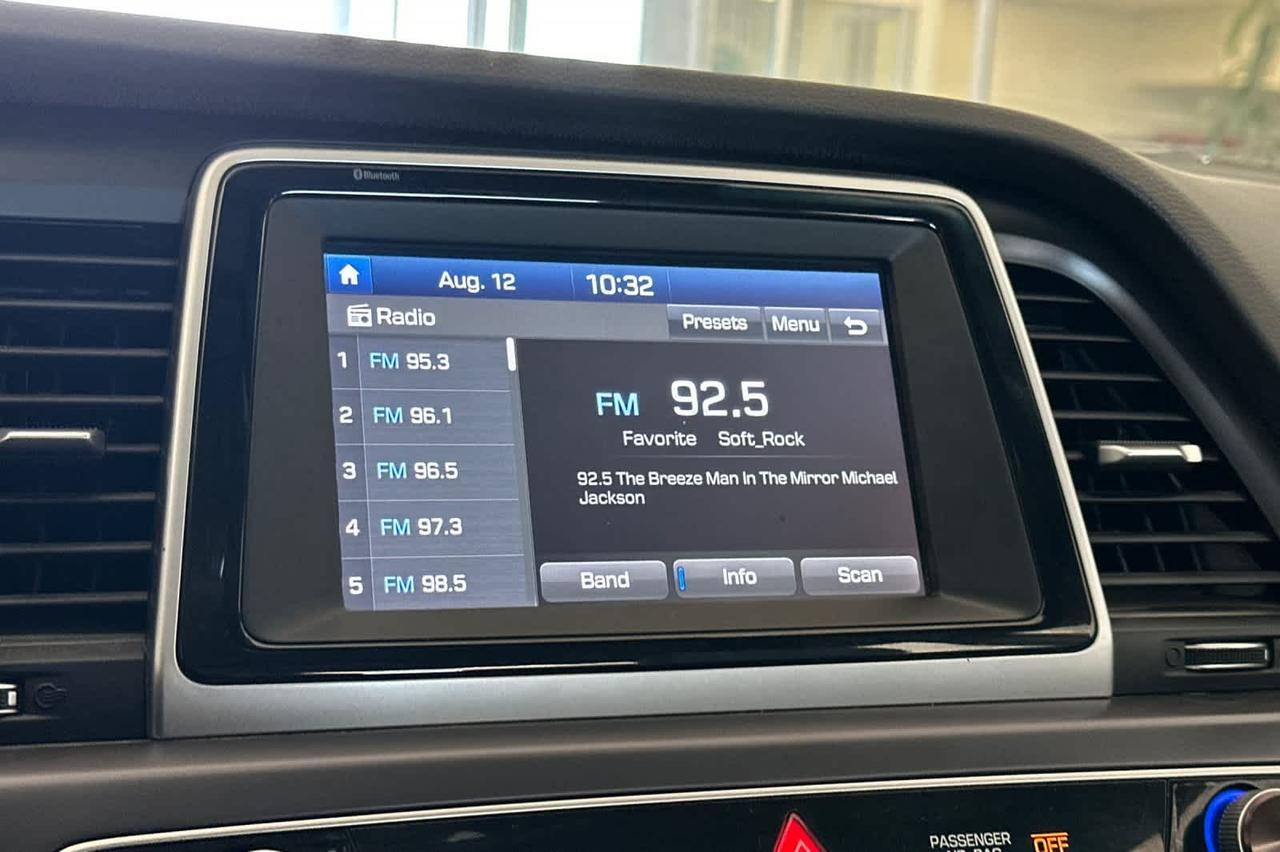 Bluetooth
Aug. 12 10:32
Radio Presets Menu
1 FM 95.3
2 FM 96.1
3 FM 96.5
4 FM 97.3
5 FM 98.5
FM 92.5
Favorite Soft_Rock
92.5 The Breeze Man In The Mirror Michael
Jackson
Band Info Scan
PASSENGER OFF